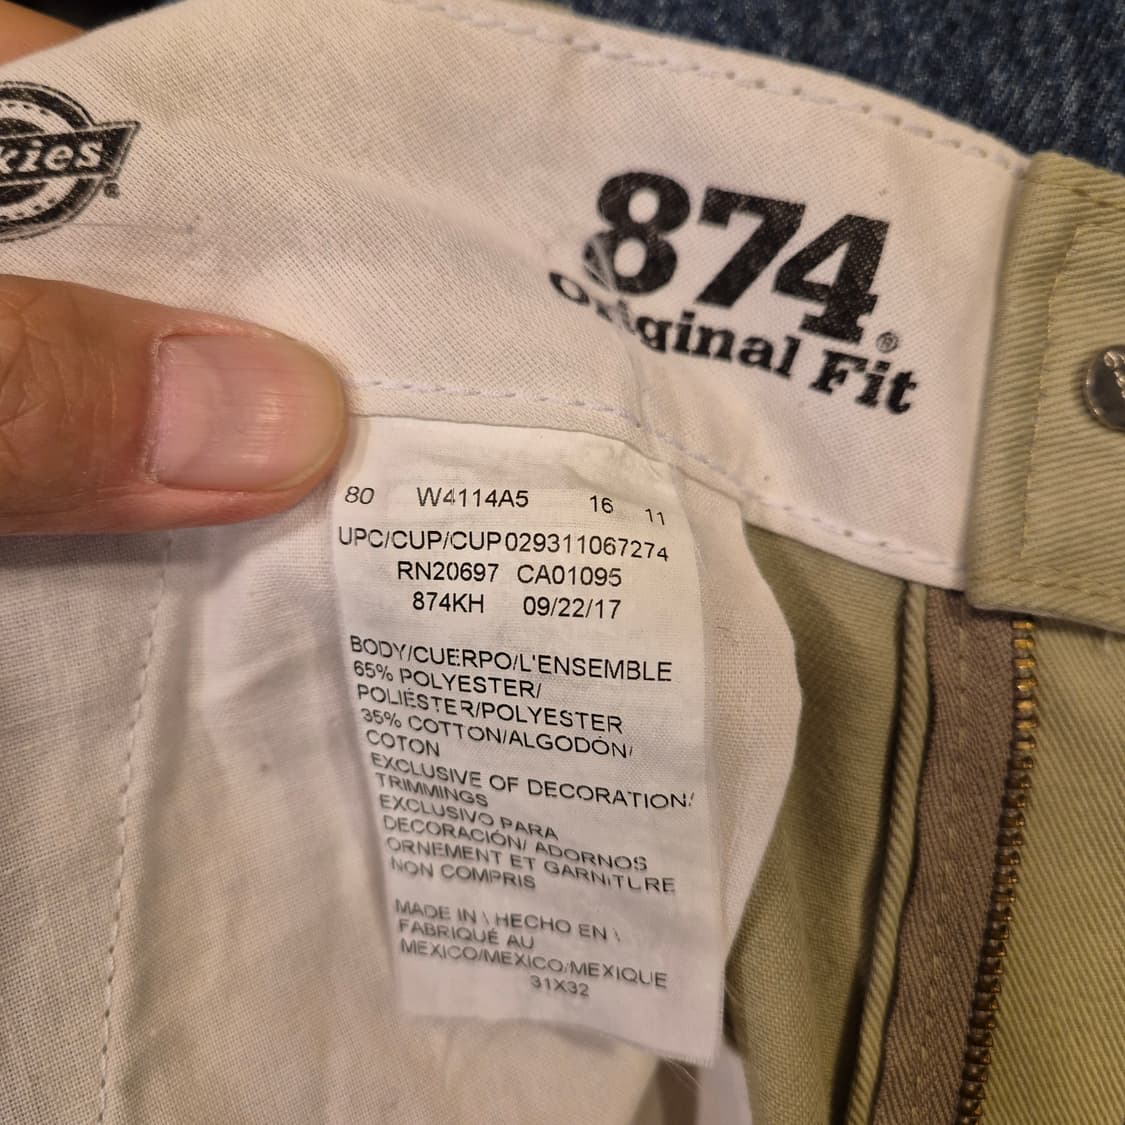 kies®
874®
Original Fit
80 W4114A5 16 11
UPC/CUP/CUP029311067274
RN20697 CA01095
874KH 09/22/17
BODY/CUERPO/L'ENSEMBLE
65% POLYESTER/
POLIÉSTER/POLYESTER
35% COTTON/ALGODÓN/
COTON
EXCLUSIVE OF DECORATION/
TRIMMINGS
EXCLUSIVO PARA
DECORACIÓN/ ADORNOS
ORNEMENT ET GARNITURE
NON COMPRIS
MADE IN \ HECHO EN \
FABRIQUÉ AU
MEXICO/MEXICO/MEXIQUE
31X32